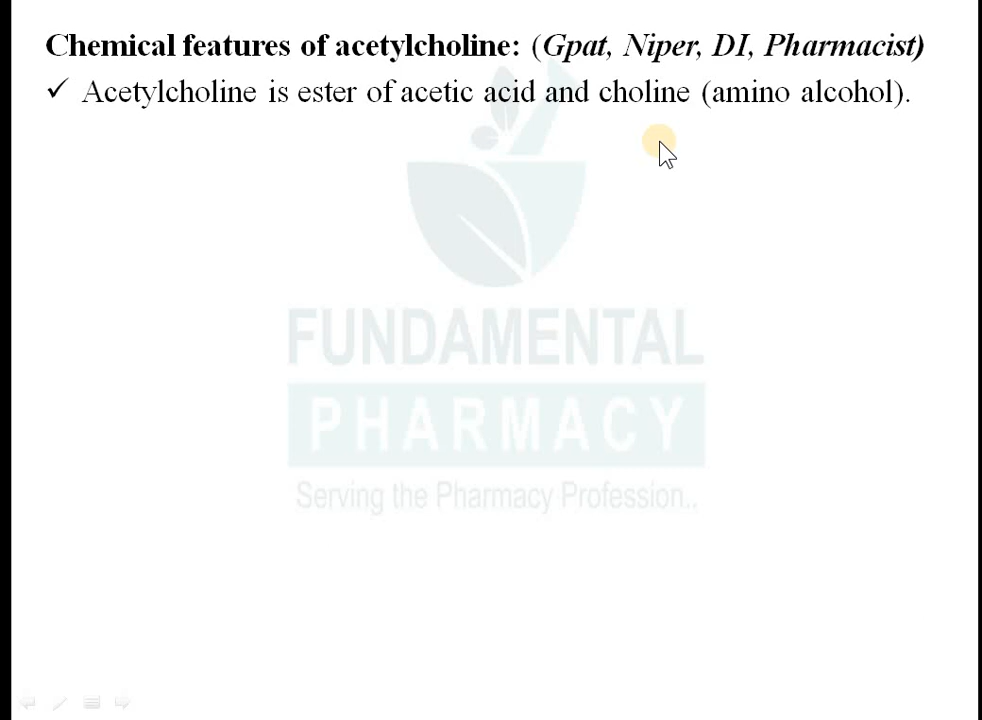 Chemical features of acetylcholine: (Gpat, Niper, DI, Pharmacist)
✓ Acetylcholine is ester of acetic acid and choline (amino alcohol).
FUNDAMENTAL
PHARMACY
Serving the Pharmacy Profession..